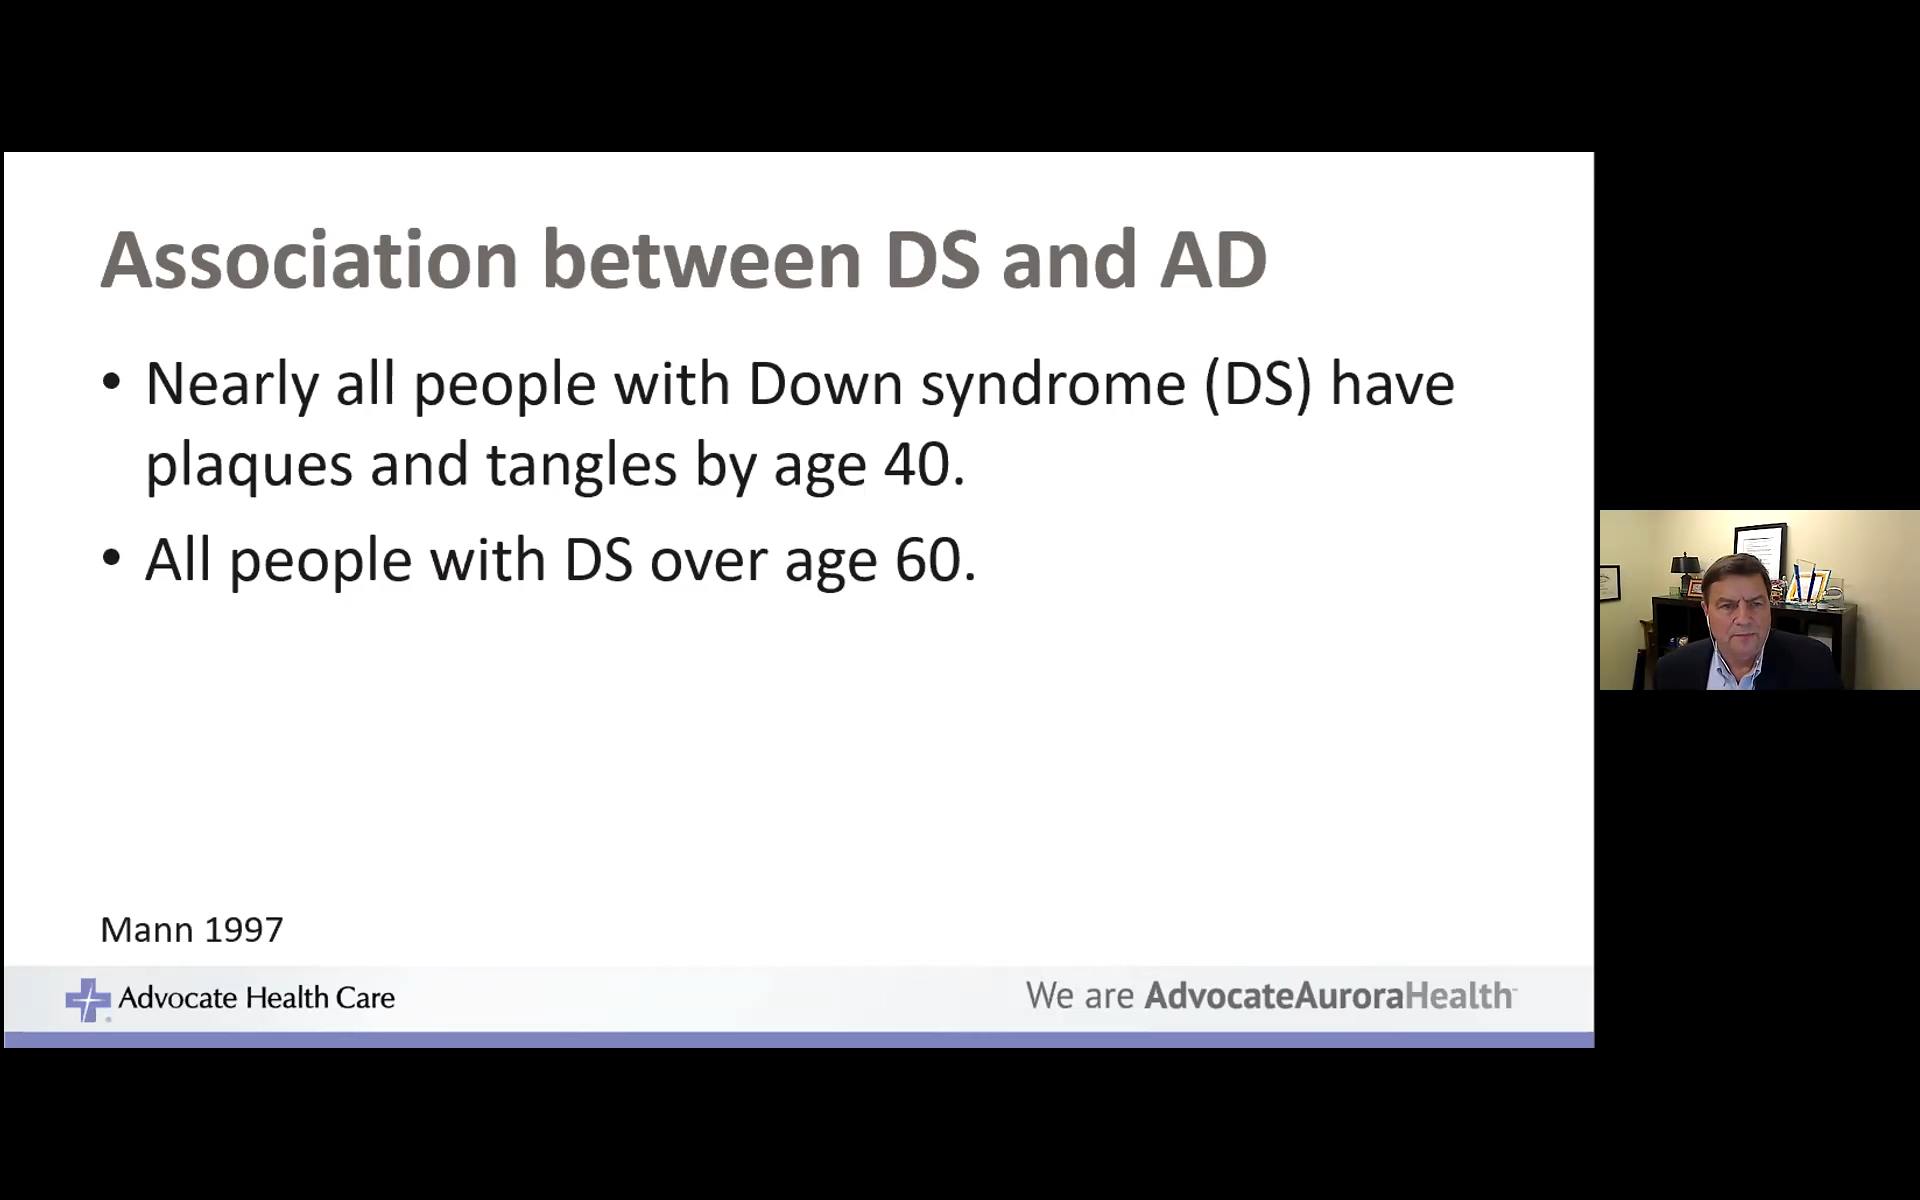 Association between DS and AD
• Nearly all people with Down syndrome (DS) have
plaques and tangles by age 40.
• All people with DS over age 60.
Mann 1997
Advocate Health Care
We are AdvocateAuroraHealth™